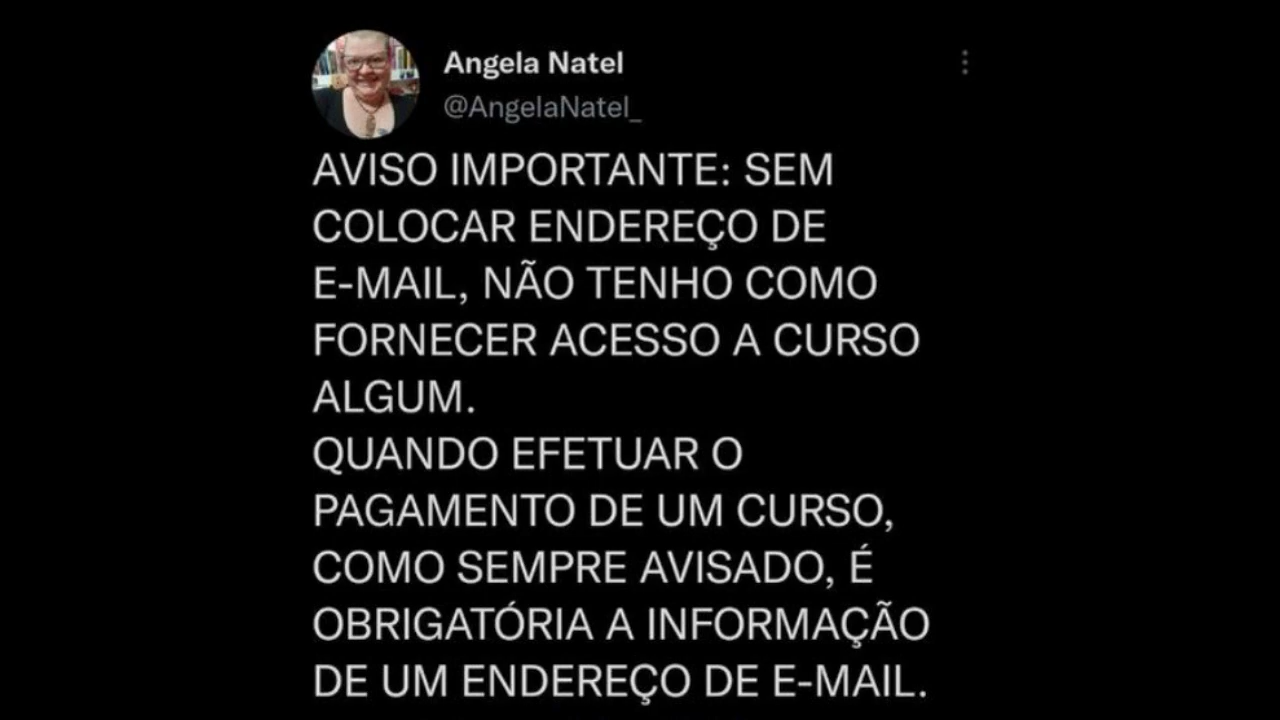 Angela Natel
@AngelaNatel_
AVISO IMPORTANTE: SEM
COLOCAR ENDEREÇO DE
E-MAIL, NÃO TENHO COMO
FORNECER ACESSO A CURSO
ALGUM.
QUANDO EFETUAR O
PAGAMENTO DE UM CURSO,
COMO SEMPRE AVISADO, É
OBRIGATÓRIA A INFORMAÇÃO
DE UM ENDEREÇO DE E-MAIL.